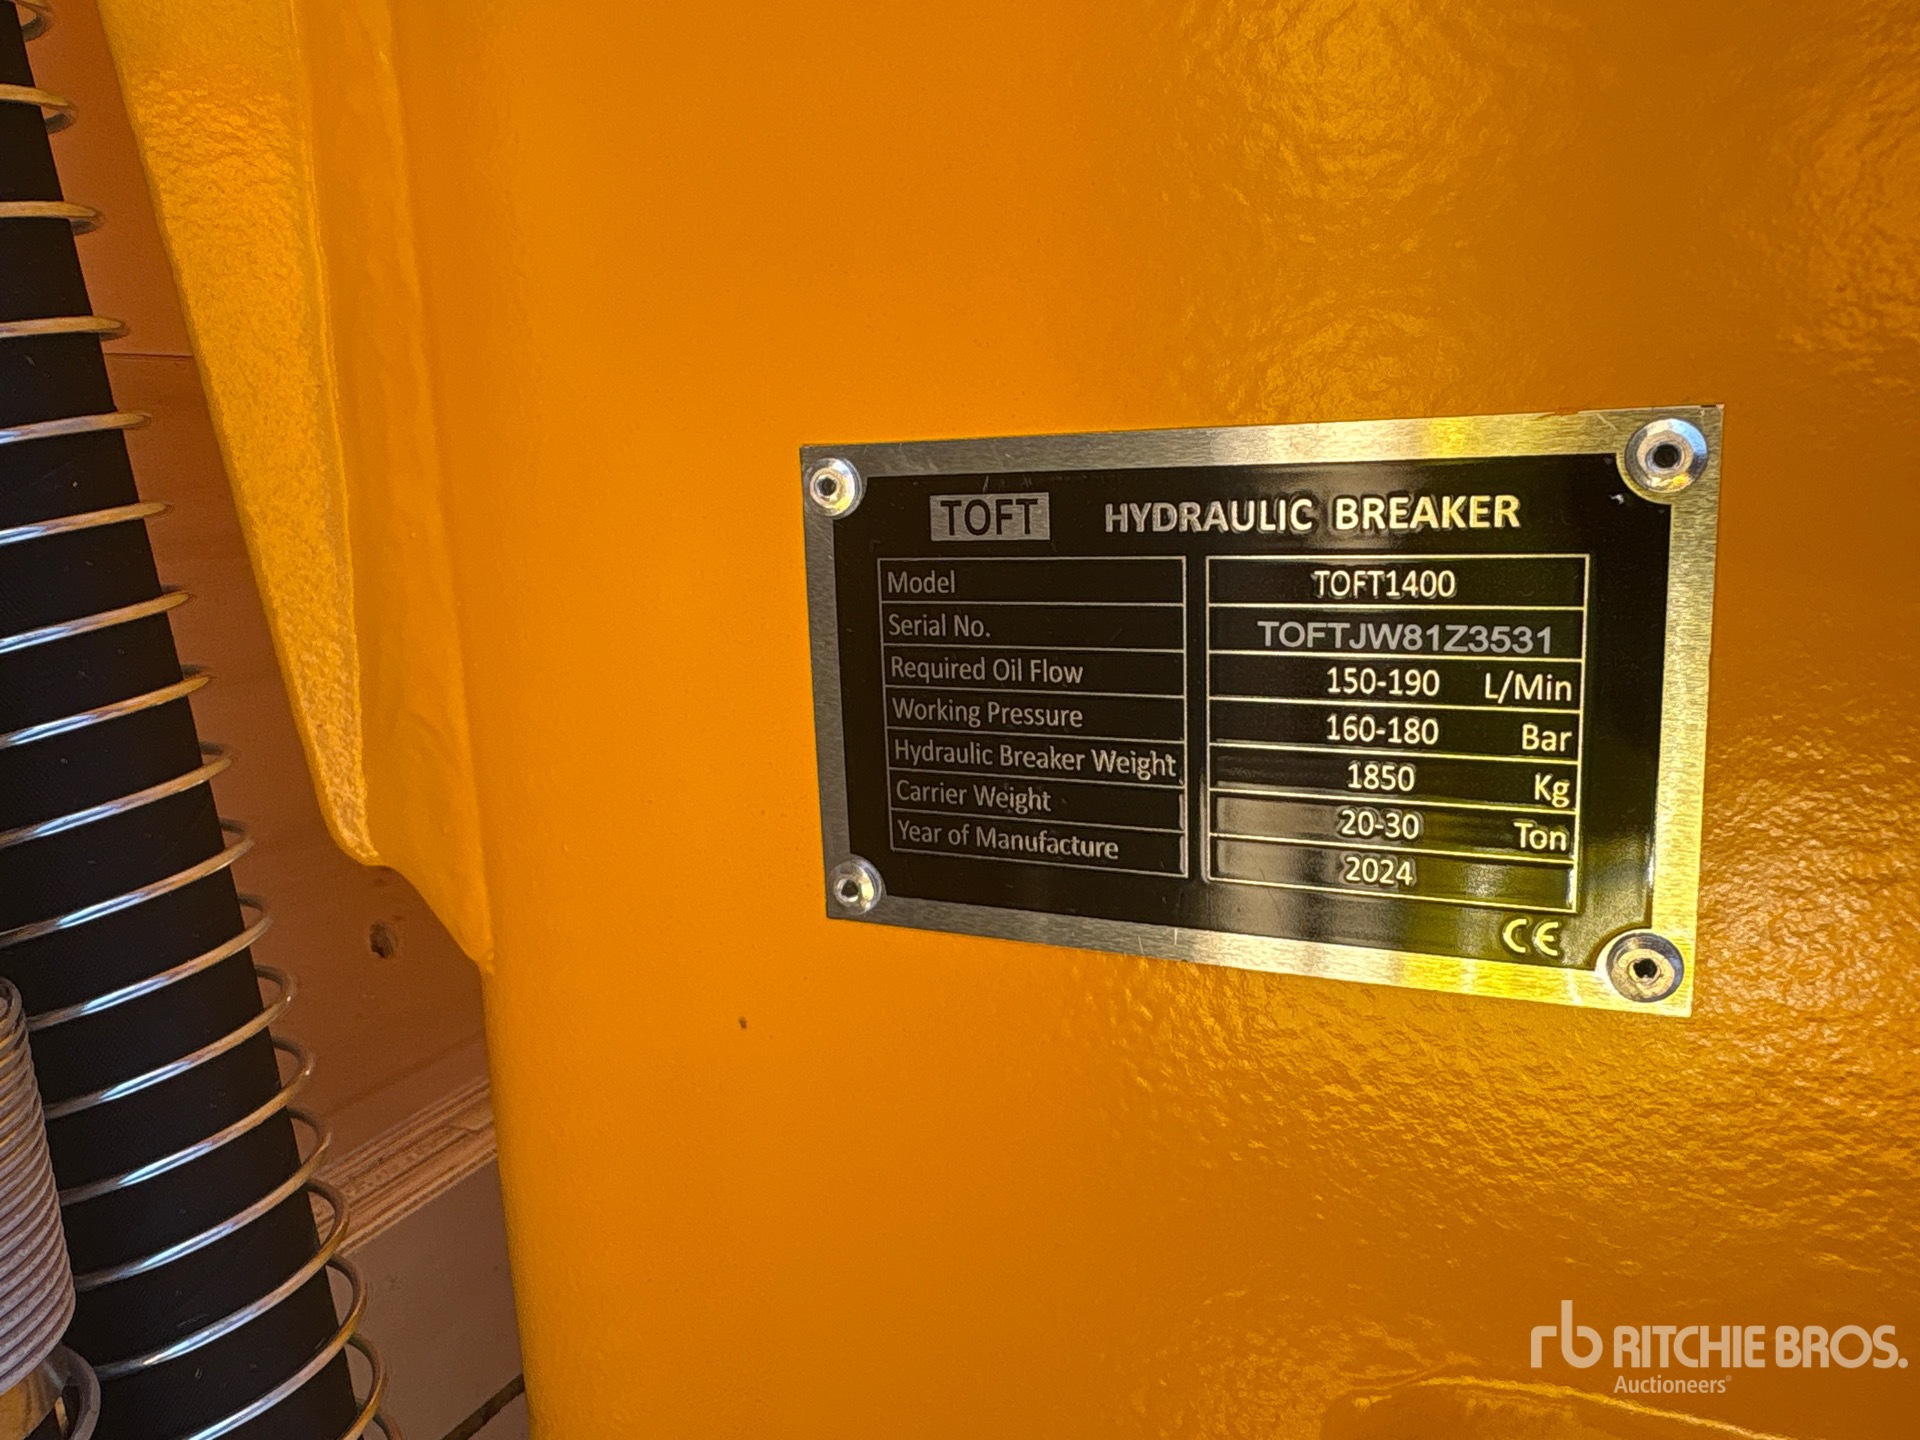 TOFT HYDRAULIC BREAKER
Model TOFT1400
Serial No. TOFTJW81Z3531
Required Oil Flow 150-190 L/Min
Working Pressure 160-180 Bar
Hydraulic Breaker Weight 1850 Kg
Carrier Weight 20-30 Ton
Year of Manufacture 2024
CE
rb RITCHIE BROS.
Auctioneers®